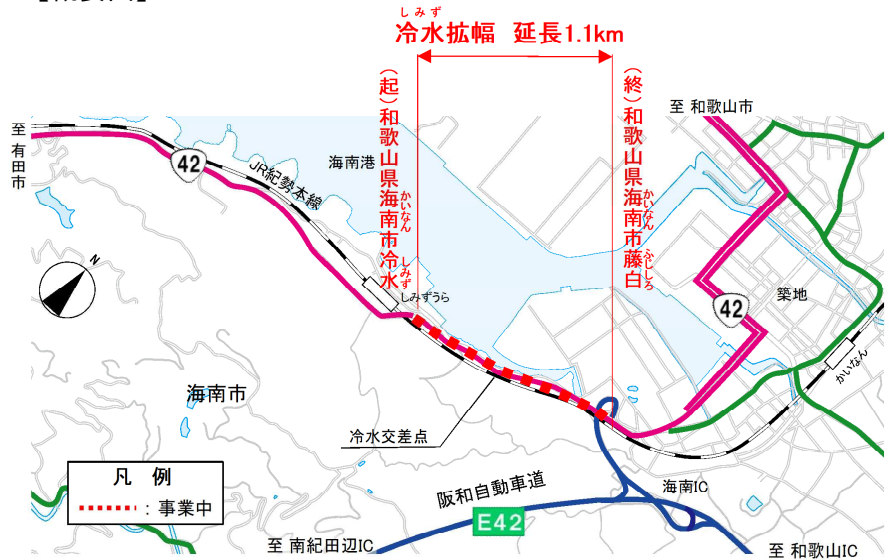 しみず
冷水拡幅 延長1.1km
(起)和歌山県海南市冷水
かいなん
しみず
(終)和歌山県海南市藤白
かいなん
ふじしろ
至 和歌山市
至 有田市
42
JR紀勢本線
海南港
N
しみずうら
42
築地
かいなん
海南市
冷水交差点
凡 例
:事業中
阪和自動車道
海南IC
E42
至 南紀田辺IC
至 和歌山IC